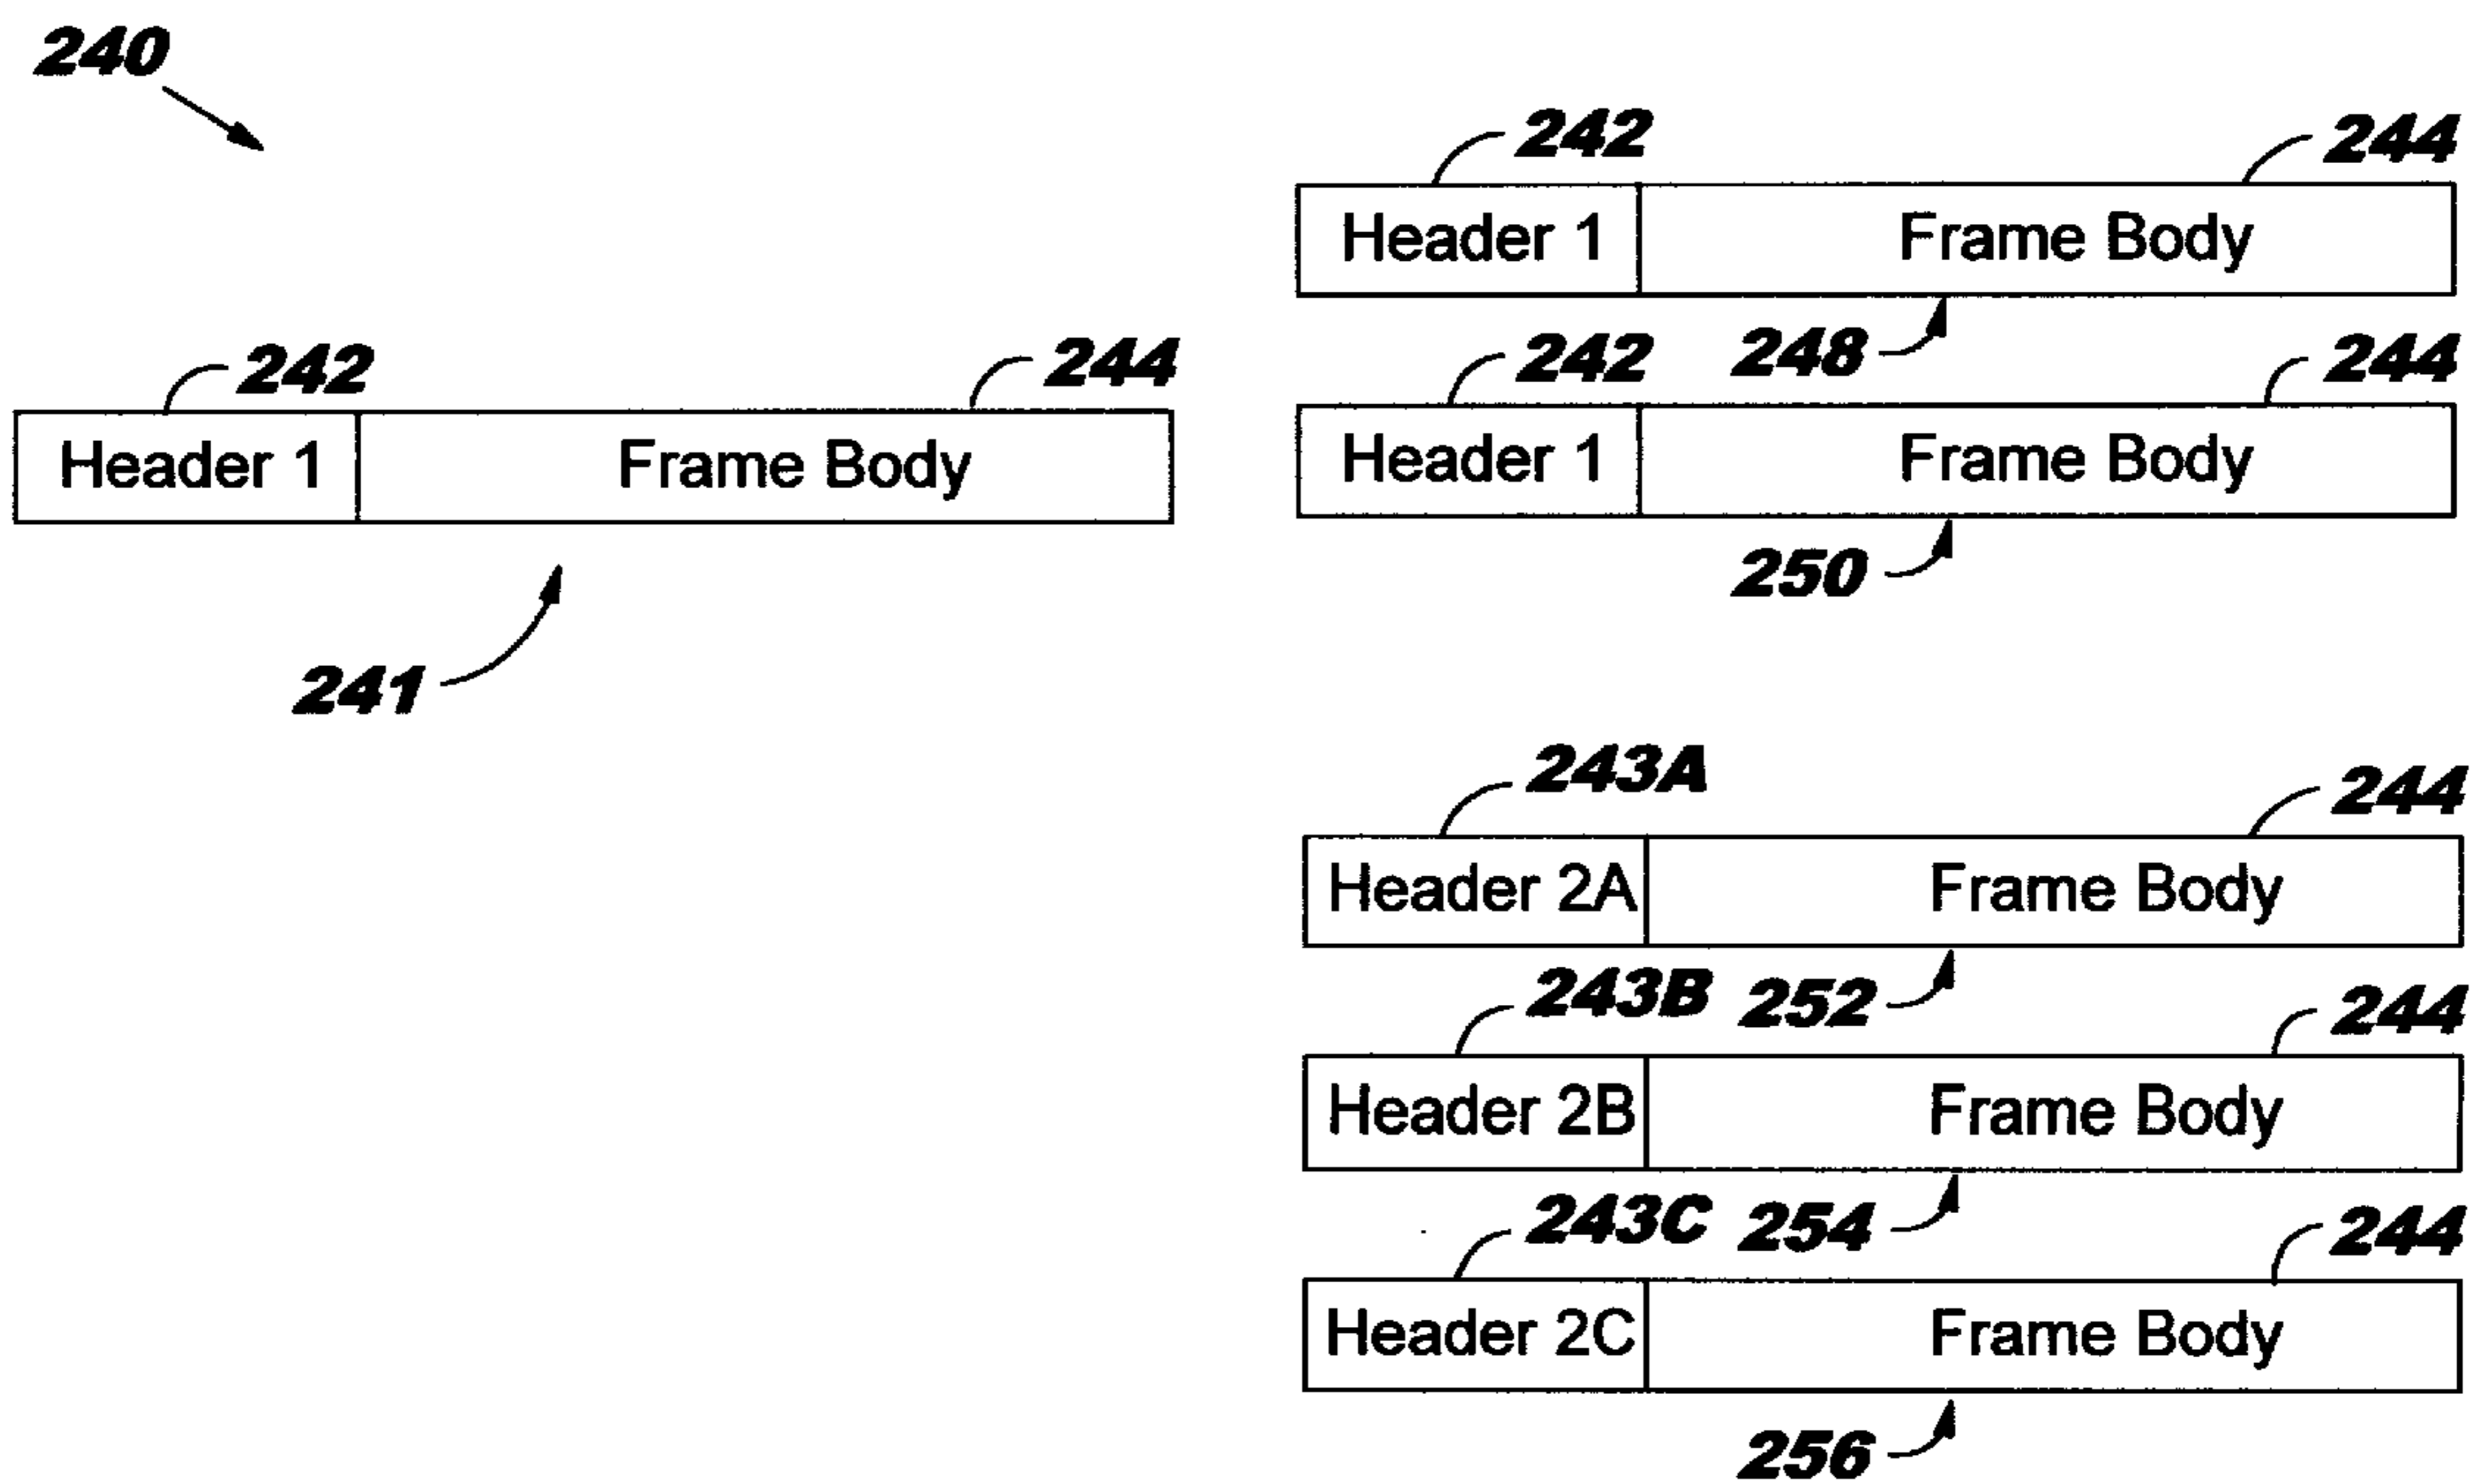 240
242 244
Header 1 Frame Body
242 248 244
Header 1 Frame Body
242 244
Header 1 Frame Body
250
241
243A 244
Header 2A Frame Body
243B 252 244
Header 2B Frame Body
243C 254 244
Header 2C Frame Body
256